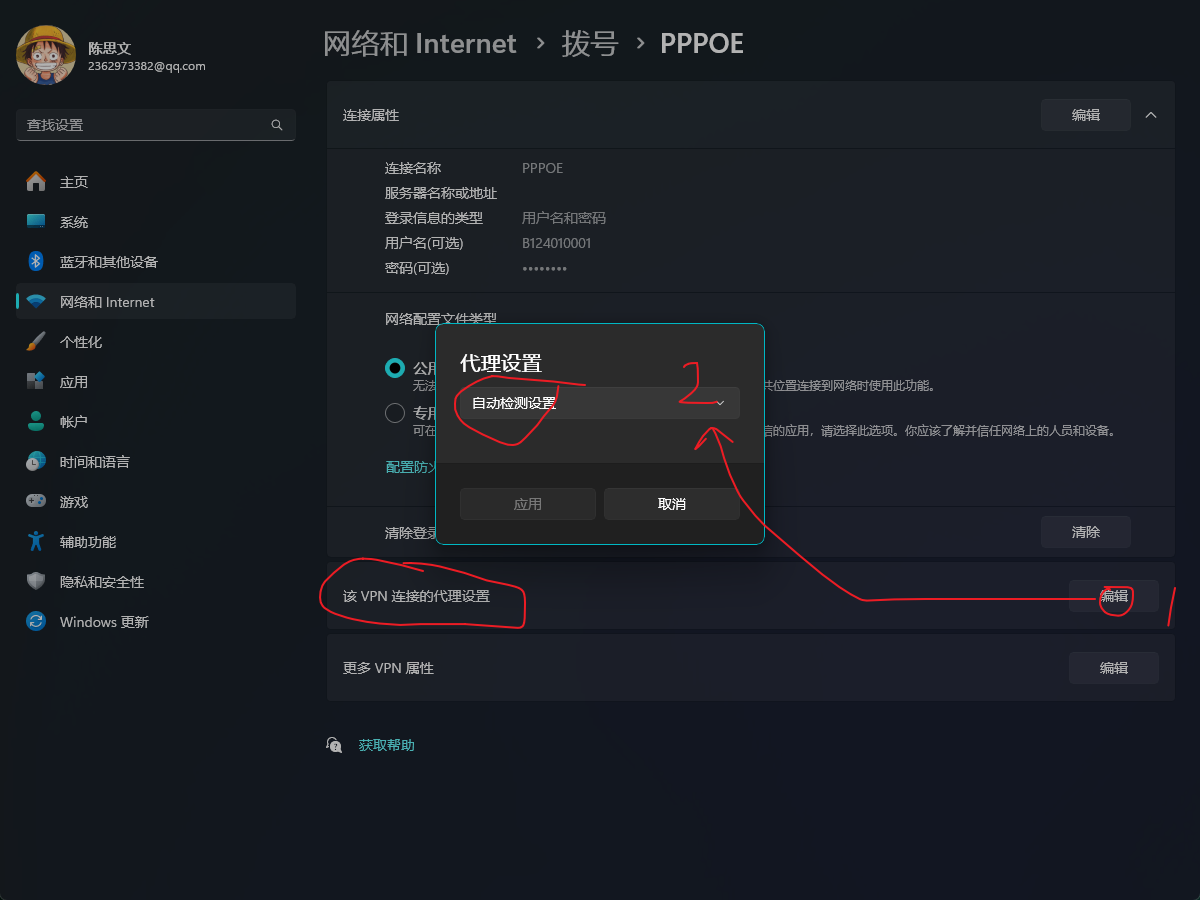 陈思文
2362973382@qq.com
查找设置
主页
系统
蓝牙和其他设备
网络和 Internet
个性化
应用
帐户
时间和语言
游戏
辅助功能
隐私和安全性
Windows 更新
网络和 Internet › 拨号 › PPPOE
连接属性 编辑
连接名称 PPPOE
服务器名称或地址
登录信息的类型 用户名和密码
用户名(可选) B124010001
密码(可选) ••••••••
网络配置文件类型
公用
无法
共位置连接到网络时使用此功能。
专用
可在
信的应用，请选择此选项。你应该了解并信任网络上的人员和设备。
配置防火
清除登录
清除
代理设置
自动检测设置
2
应用 取消
该 VPN 连接的代理设置 编辑
1
更多 VPN 属性 编辑
获取帮助